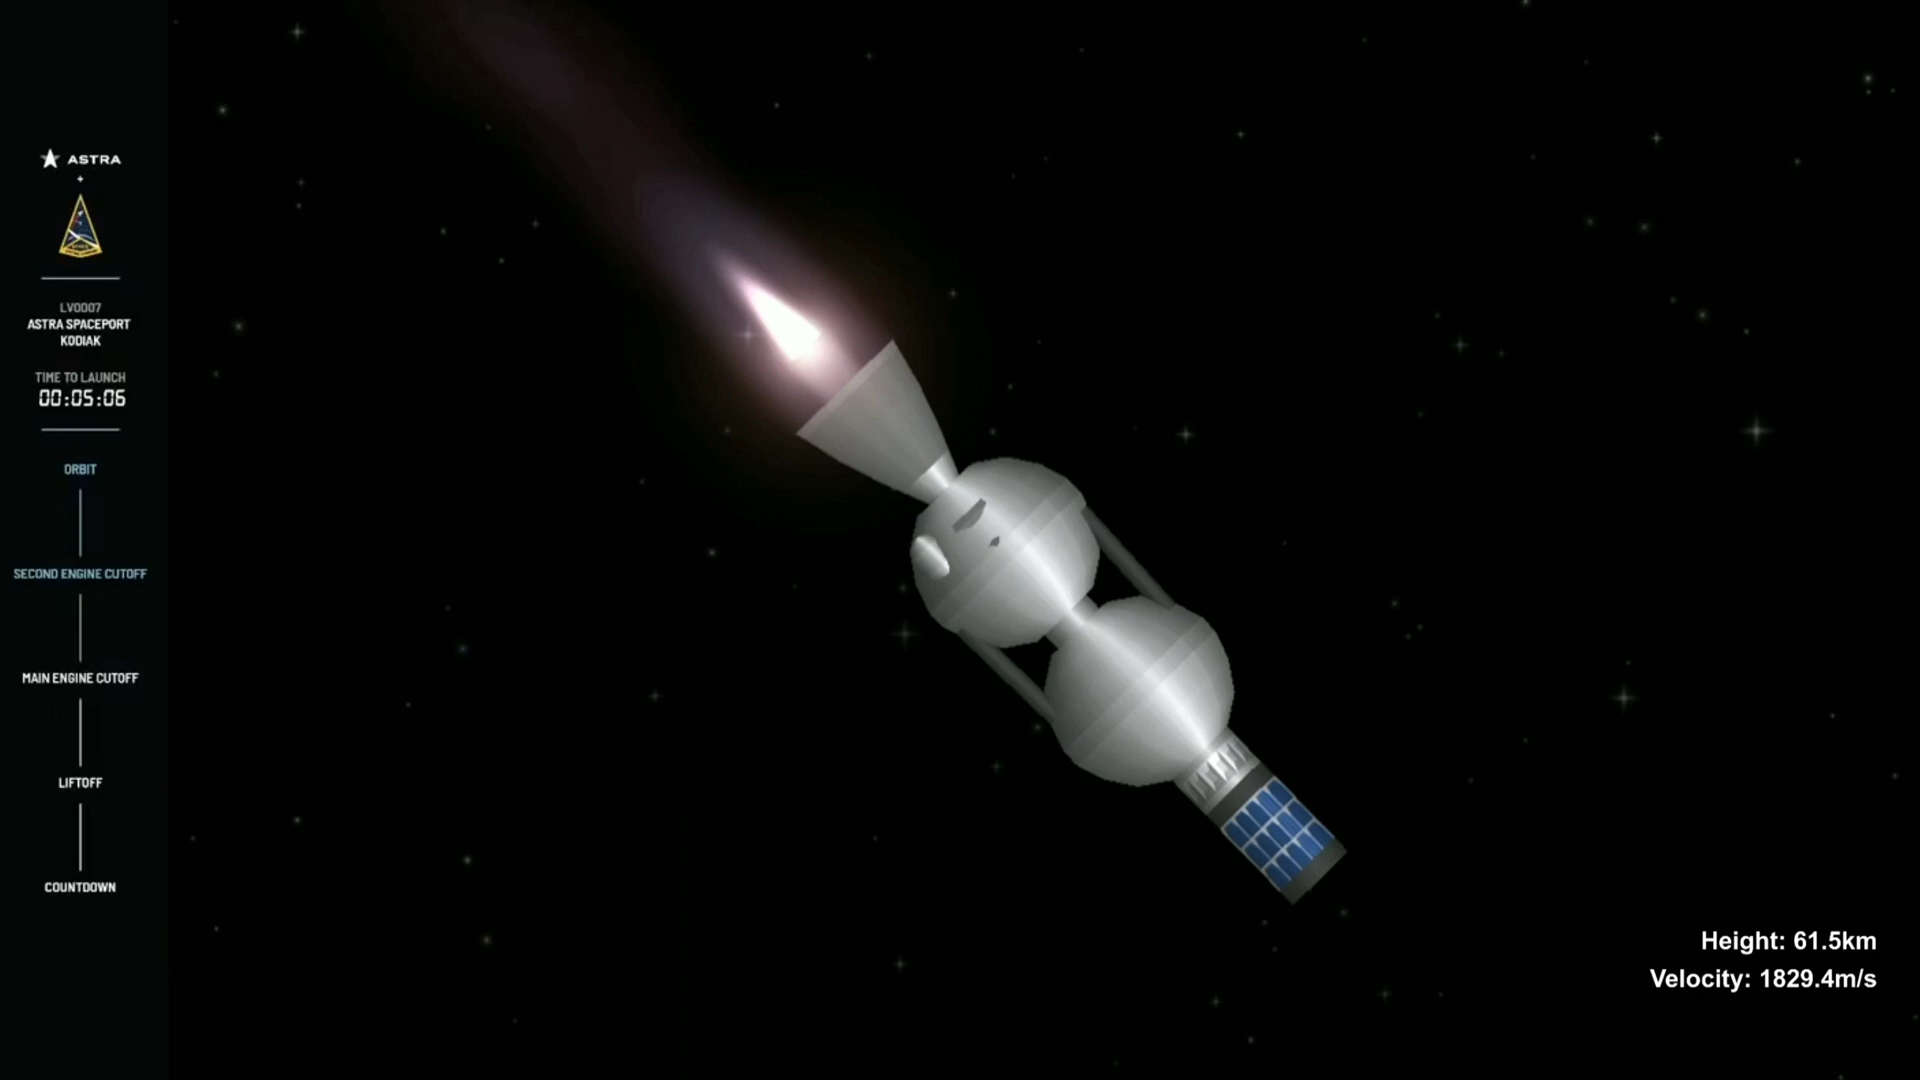 ASTRA
+
LV0007
ASTRA SPACEPORT
KODIAK
TIME TO LAUNCH
00:05:06
ORBIT
SECOND ENGINE CUTOFF
MAIN ENGINE CUTOFF
LIFTOFF
COUNTDOWN
Height: 61.5km
Velocity: 1829.4m/s